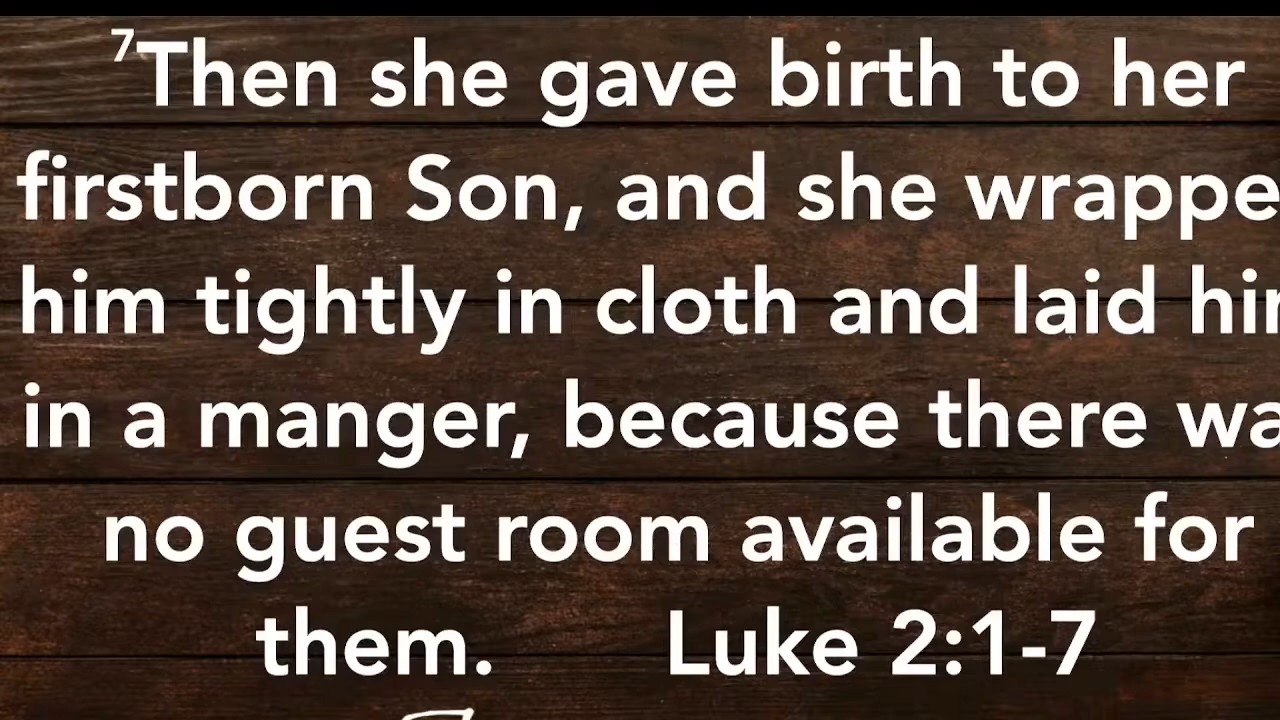 ⁷Then she gave birth to her
firstborn Son, and she wrappe
him tightly in cloth and laid hi
in a manger, because there wa
no guest room available for
them. Luke 2:1-7